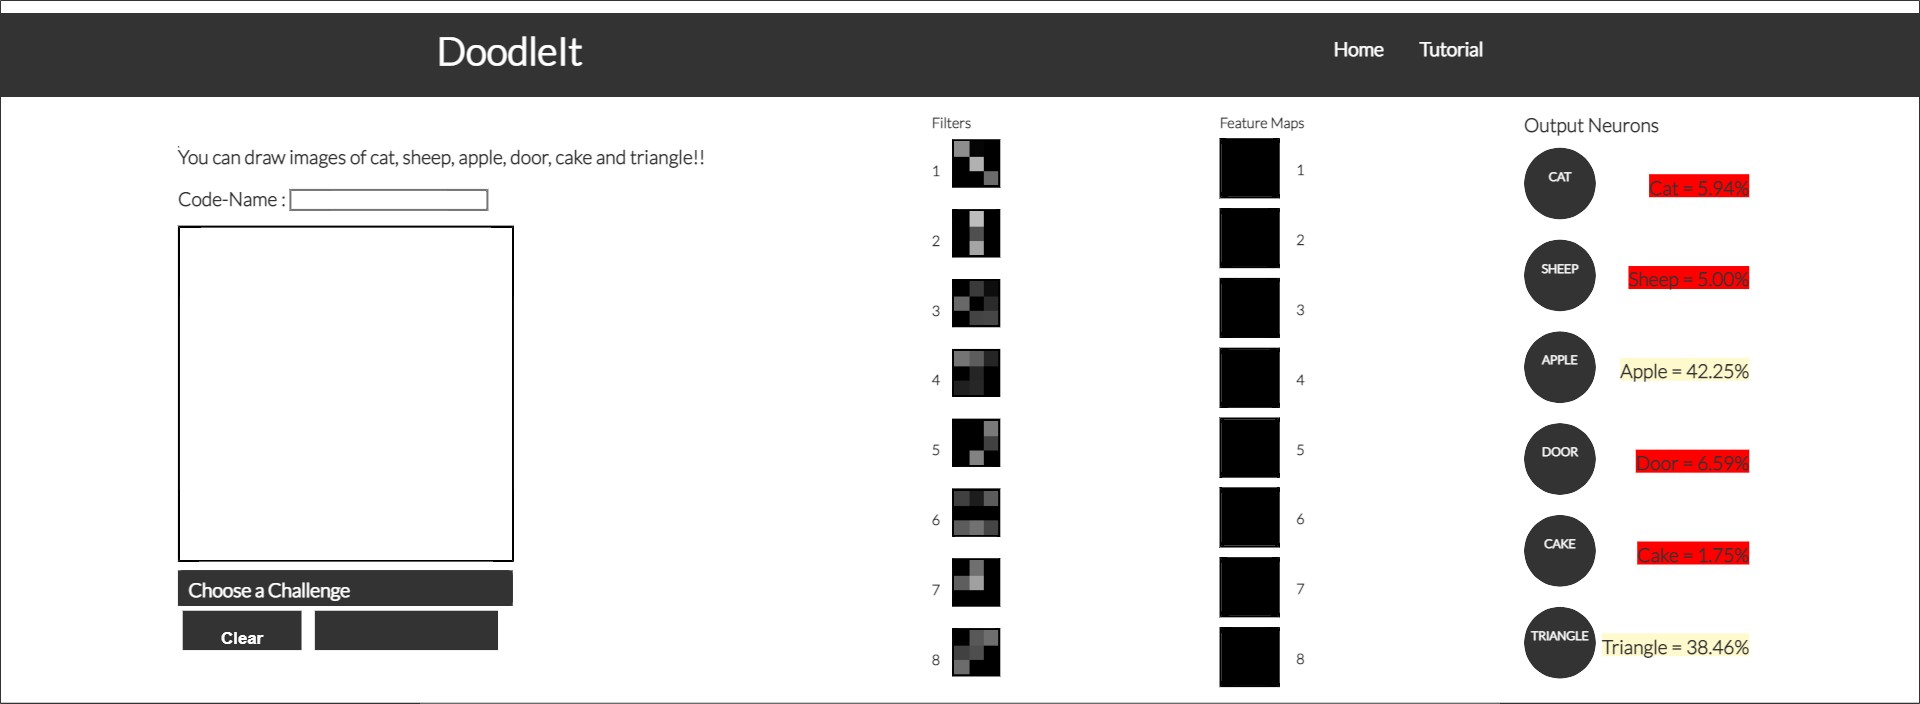 DoodleIt
Home
Tutorial
You can draw images of cat, sheep, apple, door, cake and triangle!!
Code-Name :
Choose a Challenge
Clear
Filters
1
2
3
4
5
6
7
8
Feature Maps
1
2
3
4
5
6
7
8
Output Neurons
CAT
Cat = 5.94%
SHEEP
Sheep = 5.00%
APPLE
Apple = 42.25%
DOOR
Door = 6.59%
CAKE
Cake = 1.75%
TRIANGLE
Triangle = 38.46%